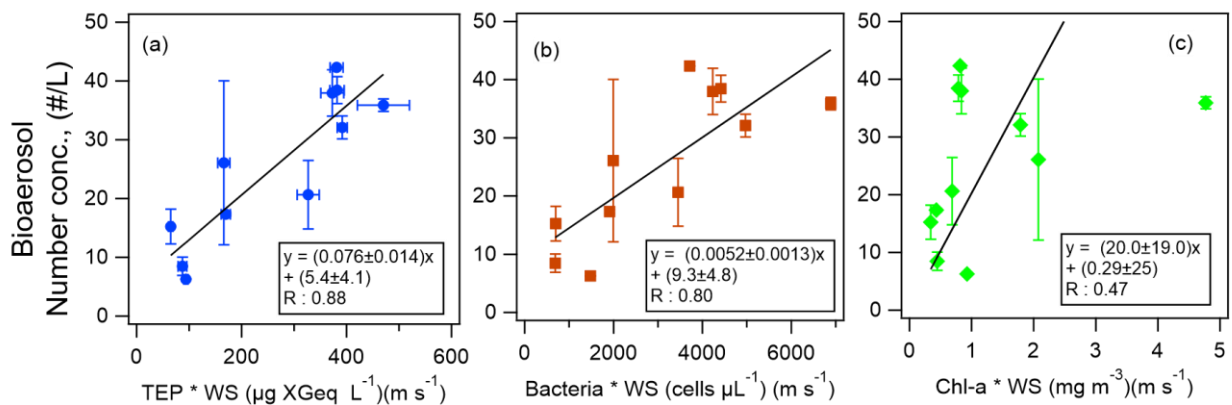 Bioaerosol
Number conc., (#/L)
50
40
30
20
10
0
(a)
y = (0.076±0.014)x
+ (5.4±4.1)
R : 0.88
0
200
400
600
TEP * WS (µg XGeq L⁻¹)(m s⁻¹)
50
40
30
20
10
0
(b)
y = (0.0052±0.0013)x
+ (9.3±4.8)
R : 0.80
0
2000
4000
6000
Bacteria * WS (cells µL⁻¹) (m s⁻¹)
50
40
30
20
10
0
(c)
y = (20.0±19.0)x
+ (0.29±25)
R : 0.47
0
1
2
3
4
5
Chl-a * WS (mg m⁻³)(m s⁻¹)